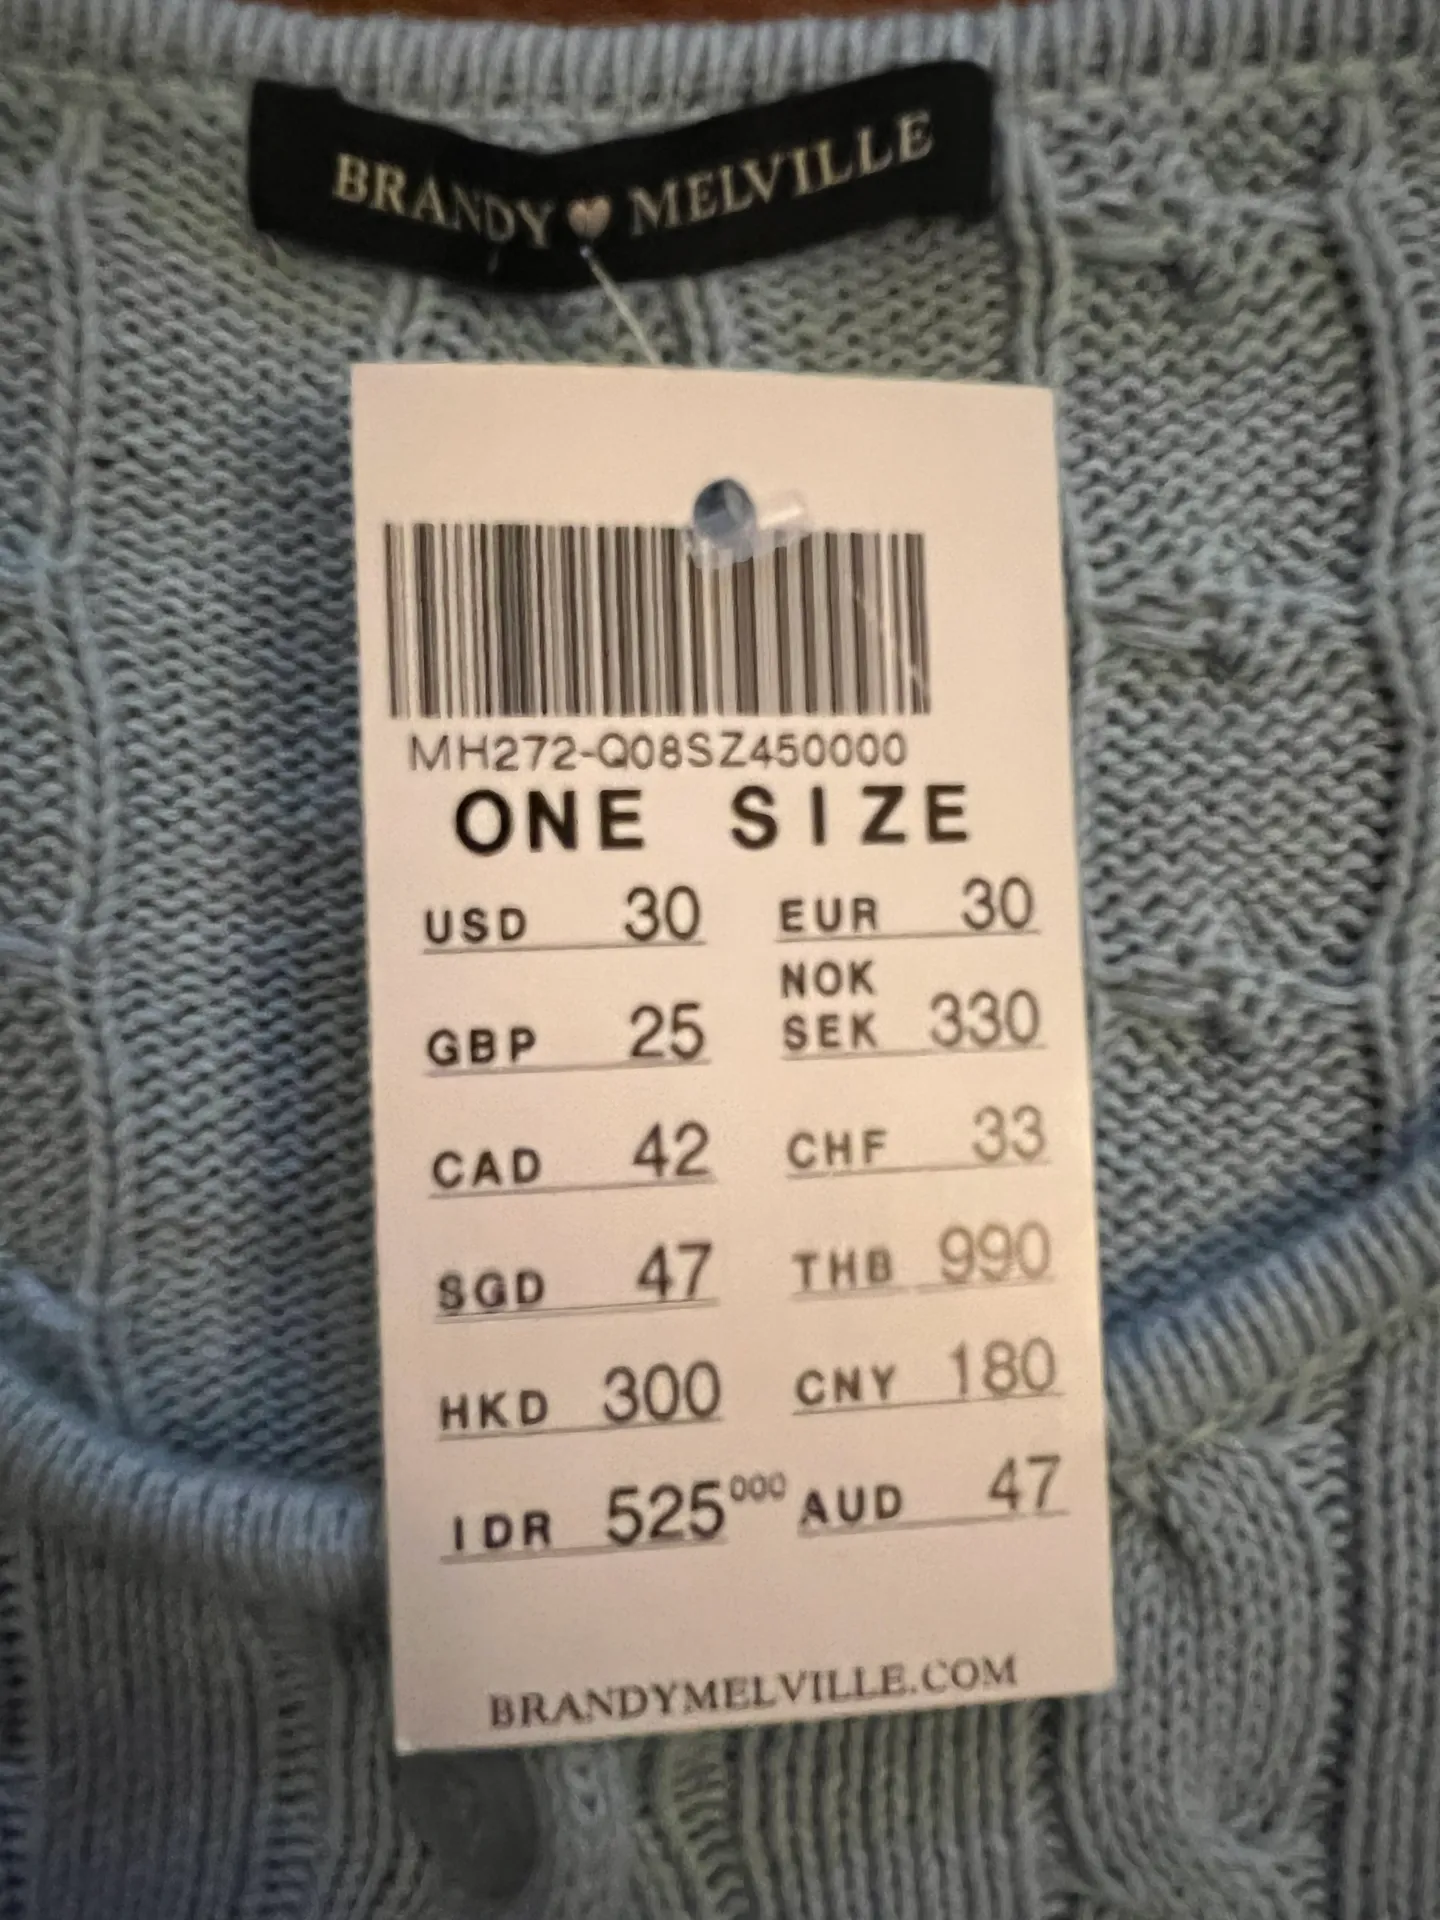 BRANDY♥MELVILLE
MH272-Q08SZ450000
ONE SIZE
USD 30 EUR 30
GBP 25 NOK SEK 330
CAD 42 CHF 33
SGD 47 THB 990
HKD 300 CNY 180
IDR 525000 AUD 47
BRANDYMELVILLE.COM